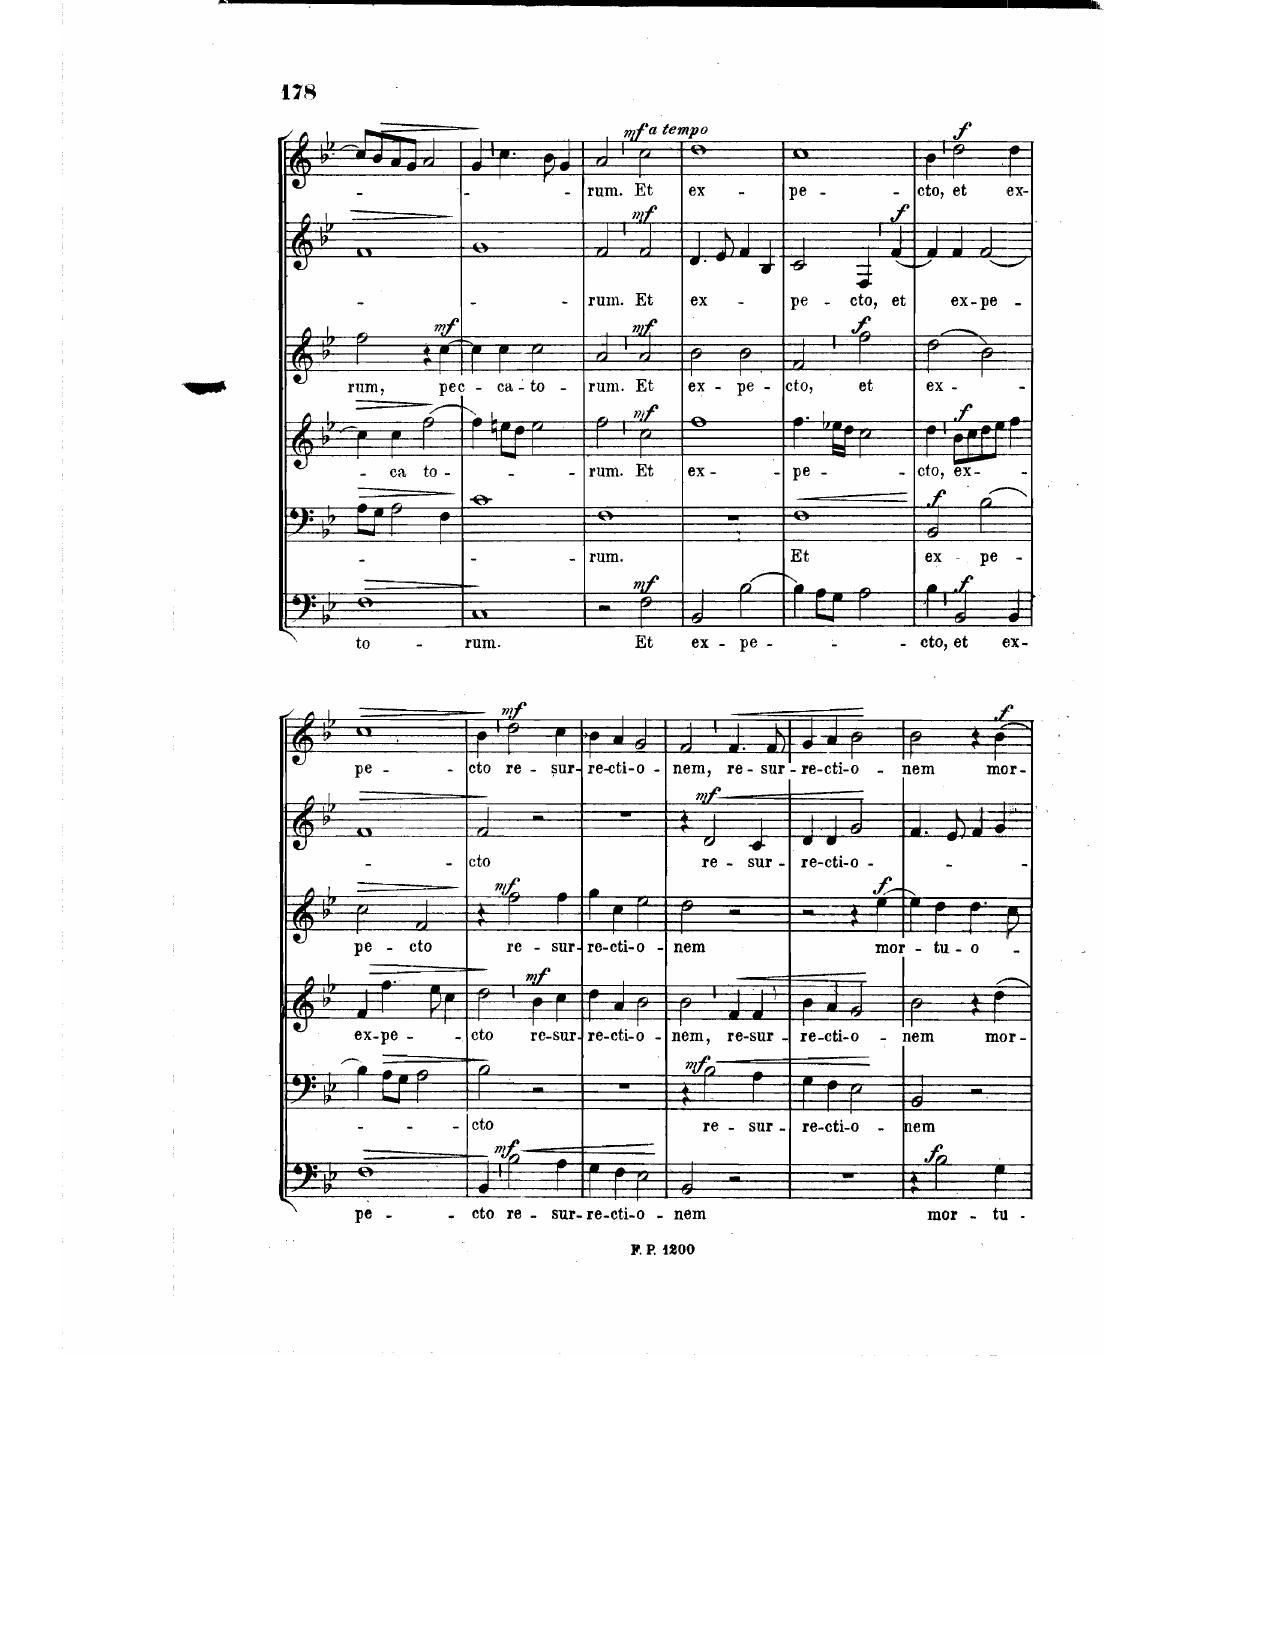 178
mf a tempo
f
- - - rum. Et ex - pe - - cto, et ex-
mf
f
- - - rum. Et ex - pe - cto, et ex-pe -
mf
mf
f
rum, pec - ca - to - rum. Et ex - pe - cto, et ex - -
mf
f
- ca to - - - rum. Et ex - - pe - - cto, ex - -
f
- - - rum. Et ex - pe -
mf
f
to - rum. Et ex - pe - - - cto, et ex-
mf
f
pe - - cto re - sur-re-cti-o - nem, re - sur-re-cti-o - nem mor-
mf
- - cto re - sur - re-cti-o - - -
mf
f
pe - cto re - sur-re-cti-o - nem mor - tu - o -
mf
ex-pe - - cto re-sur-re-cti-o - nem, re-sur - re-cti-o - nem mor-
mf
- - - cto re - sur - re-cti-o - nem
mf
f
pe - - cto re - sur-re-cti-o - nem mor - tu -
F. P. 1200